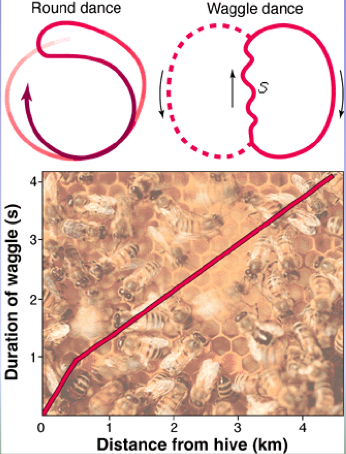 Round dance
Waggle dance
S
4
3
2
1
0
1
2
3
4
Duration of waggle (s)
Distance from hive (km)